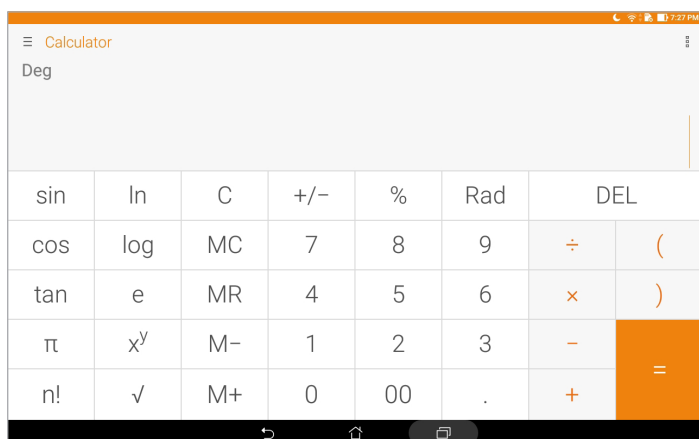 7:27 PM
Calculator
Deg
sin ln C +/− % Rad DEL
cos log MC 7 8 9 ÷ (
tan e MR 4 5 6 × )
π xʸ M− 1 2 3 −
n! √ M+ 0 00 . + =